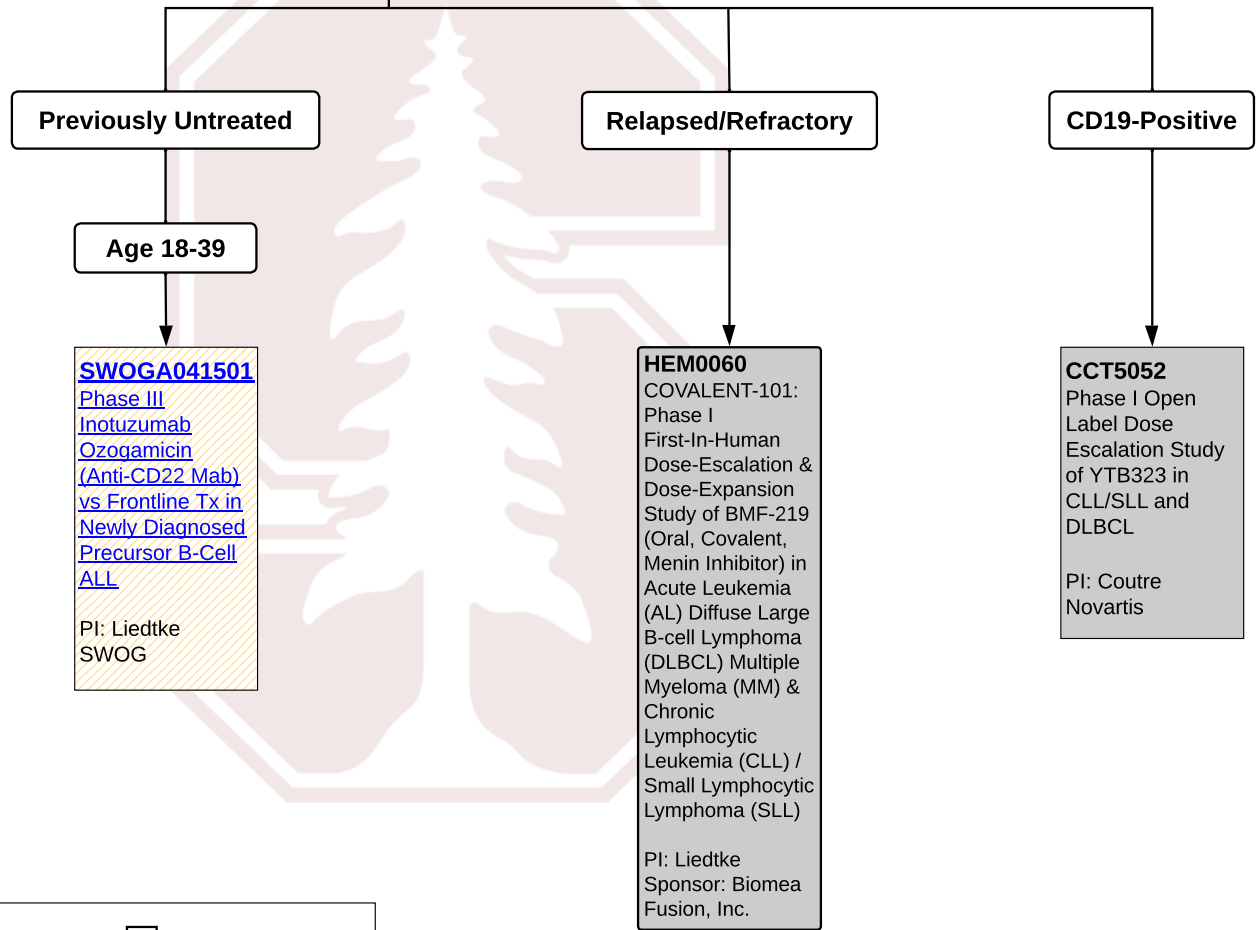 Previously Untreated
Relapsed/Refractory
CD19-Positive
Age 18-39
SWOGA041501
Phase III
Inotuzumab
Ozogamicin
(Anti-CD22 Mab)
vs Frontline Tx in
Newly Diagnosed
Precursor B-Cell
ALL
PI: Liedtke
SWOG
HEM0060
COVALENT-101:
Phase I
First-In-Human
Dose-Escalation &
Dose-Expansion
Study of BMF-219
(Oral, Covalent,
Menin Inhibitor) in
Acute Leukemia
(AL) Diffuse Large
B-cell Lymphoma
(DLBCL) Multiple
Myeloma (MM) &
Chronic
Lymphocytic
Leukemia (CLL) /
Small Lymphocytic
Lymphoma (SLL)
PI: Liedtke
Sponsor: Biomea
Fusion, Inc.
CCT5052
Phase I Open
Label Dose
Escalation Study
of YTB323 in
CLL/SLL and
DLBCL
PI: Coutre
Novartis